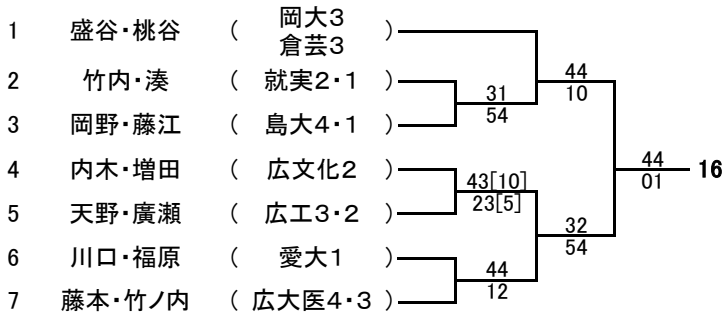 1 盛谷・桃谷 ( 岡大3 倉芸3 )
2 竹内・湊 ( 就実2・1 )
3 岡野・藤江 ( 島大4・1 )
4 内木・増田 ( 広文化2 )
5 天野・廣瀬 ( 広工3・2 )
6 川口・福原 ( 愛大1 )
7 藤本・竹ノ内 ( 広大医4・3 )
31
54
43[10]
23[5]
44
12
44
10
32
54
44
01
16